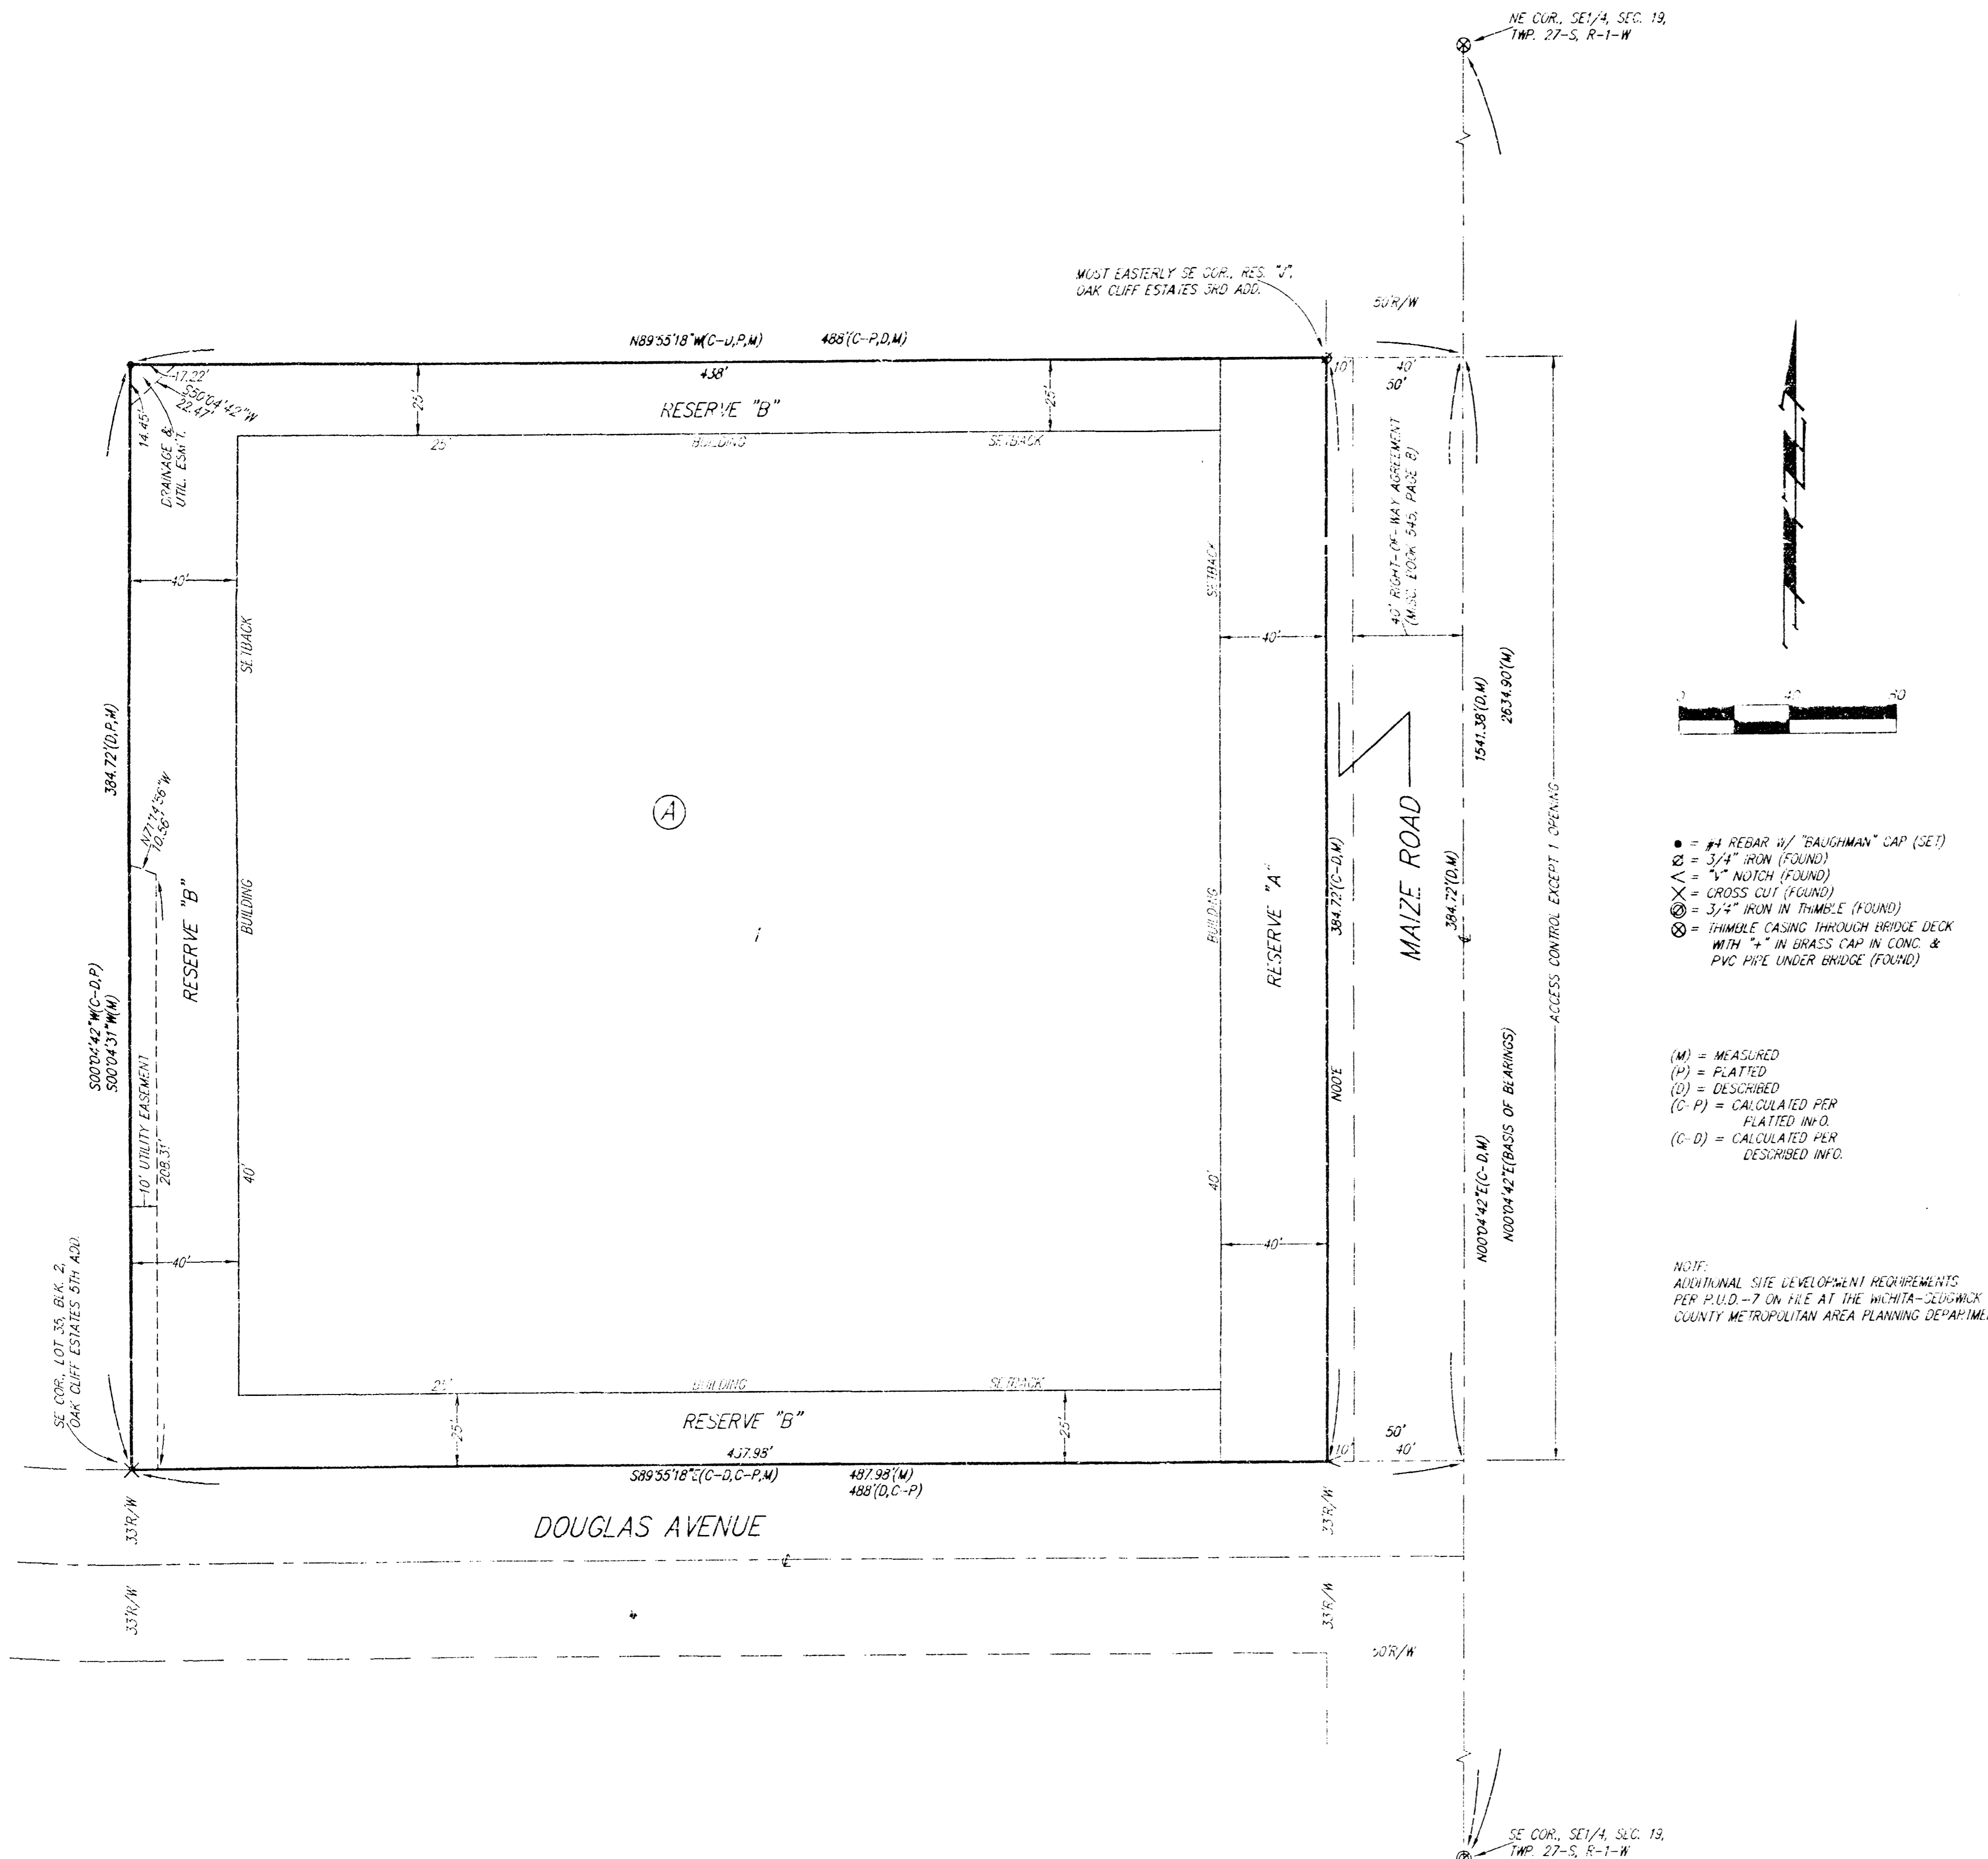 NE COR., SE1/4, SEC. 19,
TWP. 27-S, R-1-W
MOST EASTERLY SE COR., RES. "J",
OAK CLIFF ESTATES 3RD ADD.
50'R/W
N89°55'18"W(C-D,P,M)
488'(C-P,D,M)
438'
10'
40'
50'
17.22'
S50°04'42"W
22.47'
14.45'
DRAINAGE &
UTIL. ESM'T.
25'
25'
RESERVE "B"
25'
BUILDING
SETBACK
40' RIGHT-OF-WAY AGREEMENT
(MISC. BOOK 545, PAGE 8)
40'
SETBACK
SETBACK
40'
384.72'(D,P,M)
1541.38'(D,M)
2634.90'(M)
0
40
80
N71°14'56"W
10.56'
A
1
MAIZE ROAD
RESERVE "B"
BUILDING
BUILDING
RESERVE "A"
384.72'(C-D,M)
384.72'(D,M)
ACCESS CONTROL EXCEPT 1 OPENING
● = #4 REBAR W/ "BAUGHMAN" CAP (SET)
= 3/4" IRON (FOUND)
= "V" NOTCH (FOUND)
= CROSS CUT (FOUND)
= 3/4" IRON IN THIMBLE (FOUND)
= THIMBLE CASING THROUGH BRIDGE DECK
WITH "+" IN BRASS CAP IN CONC. &
PVC PIPE UNDER BRIDGE (FOUND)
S00°04'42"W(C-D,P)
S00°04'31"W(M)
N00°E
N00°04'42"E(C-D,M)
N00°04'42"E(BASIS OF BEARINGS)
(M) = MEASURED
(P) = PLATTED
(D) = DESCRIBED
(C-P) = CALCULATED PER
PLATTED INFO.
(C-D) = CALCULATED PER
DESCRIBED INFO.
10' UTILITY EASEMENT
208.31'
40'
40'
40'
40'
SE COR., LOT 35, BLK. 2,
OAK CLIFF ESTATES 5TH ADD.
NOTE:
ADDITIONAL SITE DEVELOPMENT REQUIREMENTS
PER P.U.D.-7 ON FILE AT THE WICHITA-SEDGWICK
COUNTY METROPOLITAN AREA PLANNING
25'
BUILDING
SETBACK
25'
RESERVE "B"
25'
437.98'
50'
10'
40'
S89°55'18"E(C-D,C-P,M)
487.98'(M)
488'(D,C-P)
33'R/W
DOUGLAS AVENUE
33'R/W
33'R/W
33'R/W
50'R/W
SE COR., SE1/4, SEC. 19,
TWP. 27-S, R-1-W